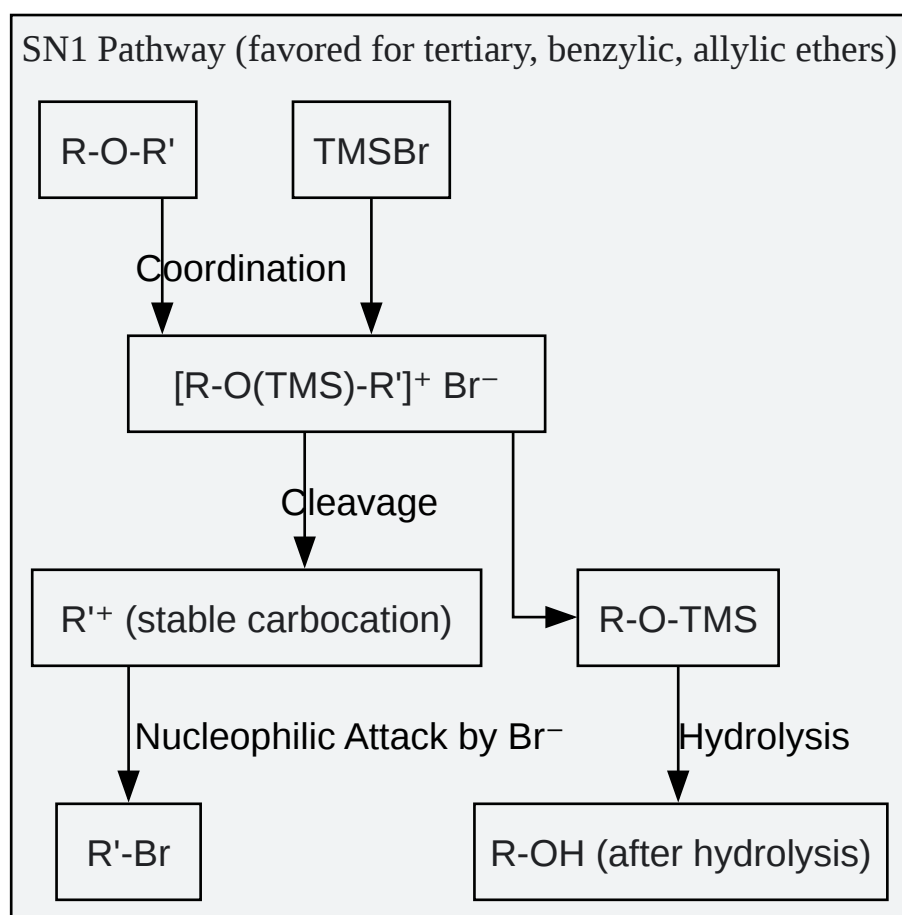 SN1 Pathway (favored for tertiary, benzylic, allylic ethers)
R-O-R'
TMSBr
Coordination
[R-O(TMS)-R']⁺ Br⁻
Cleavage
R'⁺ (stable carbocation)
R-O-TMS
Nucleophilic Attack by Br⁻
Hydrolysis
R'-Br
R-OH (after hydrolysis)